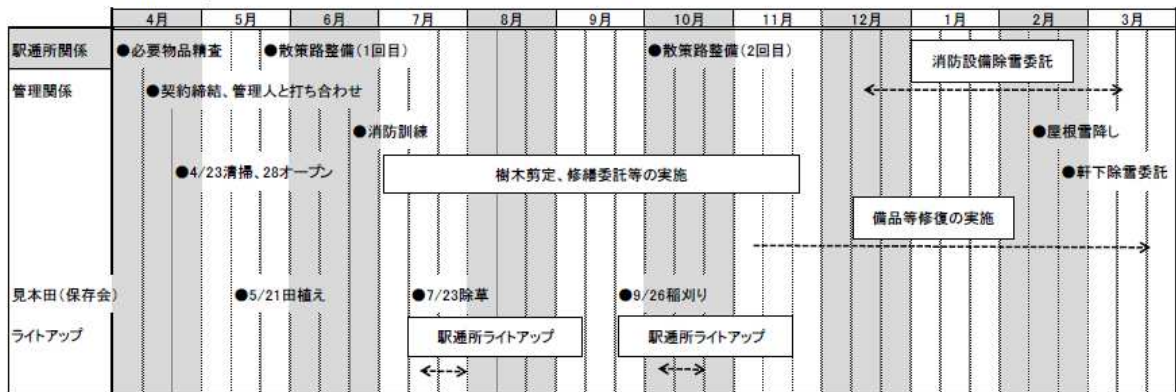 4月 5月 6月 7月 8月 9月 10月 11月 12月 1月 2月 3月
駅逓所関係 ●必要物品精査 ●散策路整備(1回目) ●散策路整備(2回目) 消防設備除雪委託
管理関係 ●契約締結、管理人と打ち合わせ
●消防訓練 ●屋根雪降し
●4/23清掃、28オープン 樹木剪定、修繕委託等の実施 ●軒下除雪委託
備品等修復の実施
見本田(保存会) ●5/21田植え ●7/23除草 ●9/26稲刈り
ライトアップ 駅逓所ライトアップ 駅逓所ライトアップ